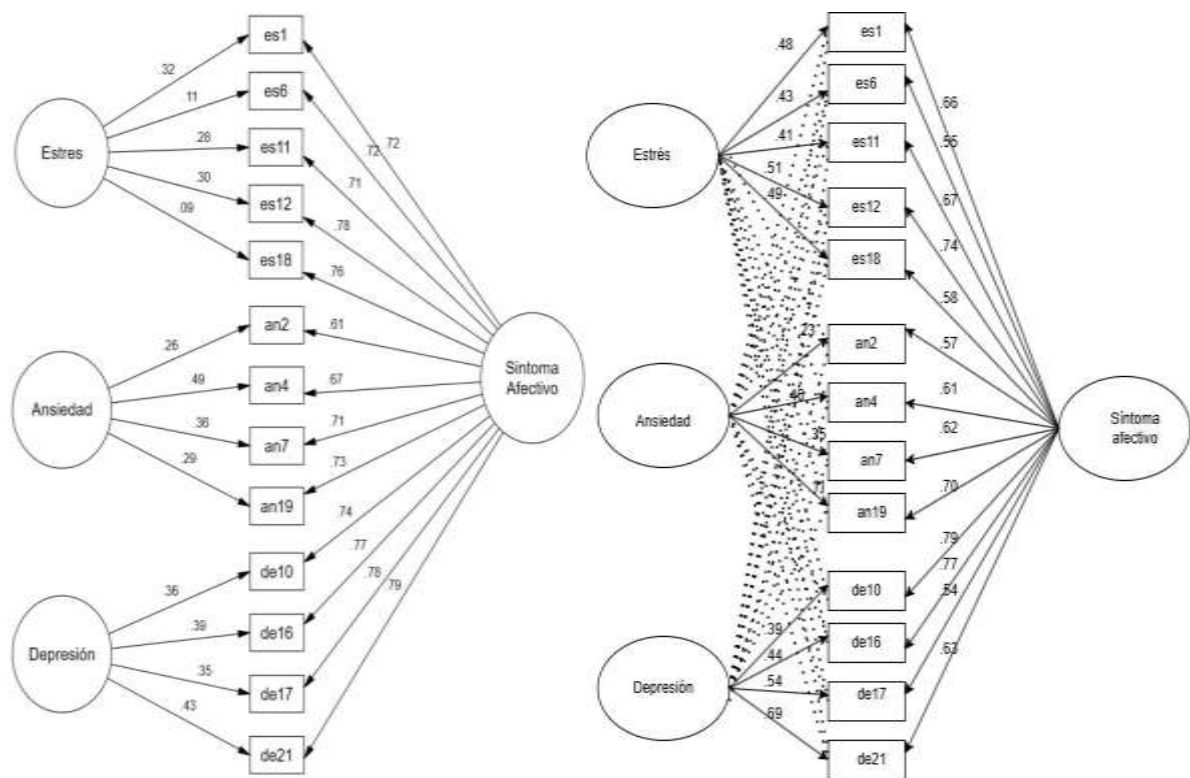 es1
.32
.72
es6
.11
.72
Estres
.28
es11
.71
.30
es12
.78
.09
es18
.76
an2
.61
.26
.49
an4
.67
Ansiedad
.36
an7
.71
.29
an19
.73
Síntoma
Afectivo
de10
.74
.36
.39
de16
.77
Depresión
.35
de17
.78
.43
de21
.79
es1
.48
.66
es6
.43
.55
Estrés
.41
es11
.67
.51
es12
.74
.49
es18
.58
an2
.23
.57
an4
.61
Ansiedad
.35
an7
.62
an19
.70
Síntoma
afectivo
de10
.79
.39
.77
de16
.44
.54
Depresión
.54
de17
.63
.69
de21